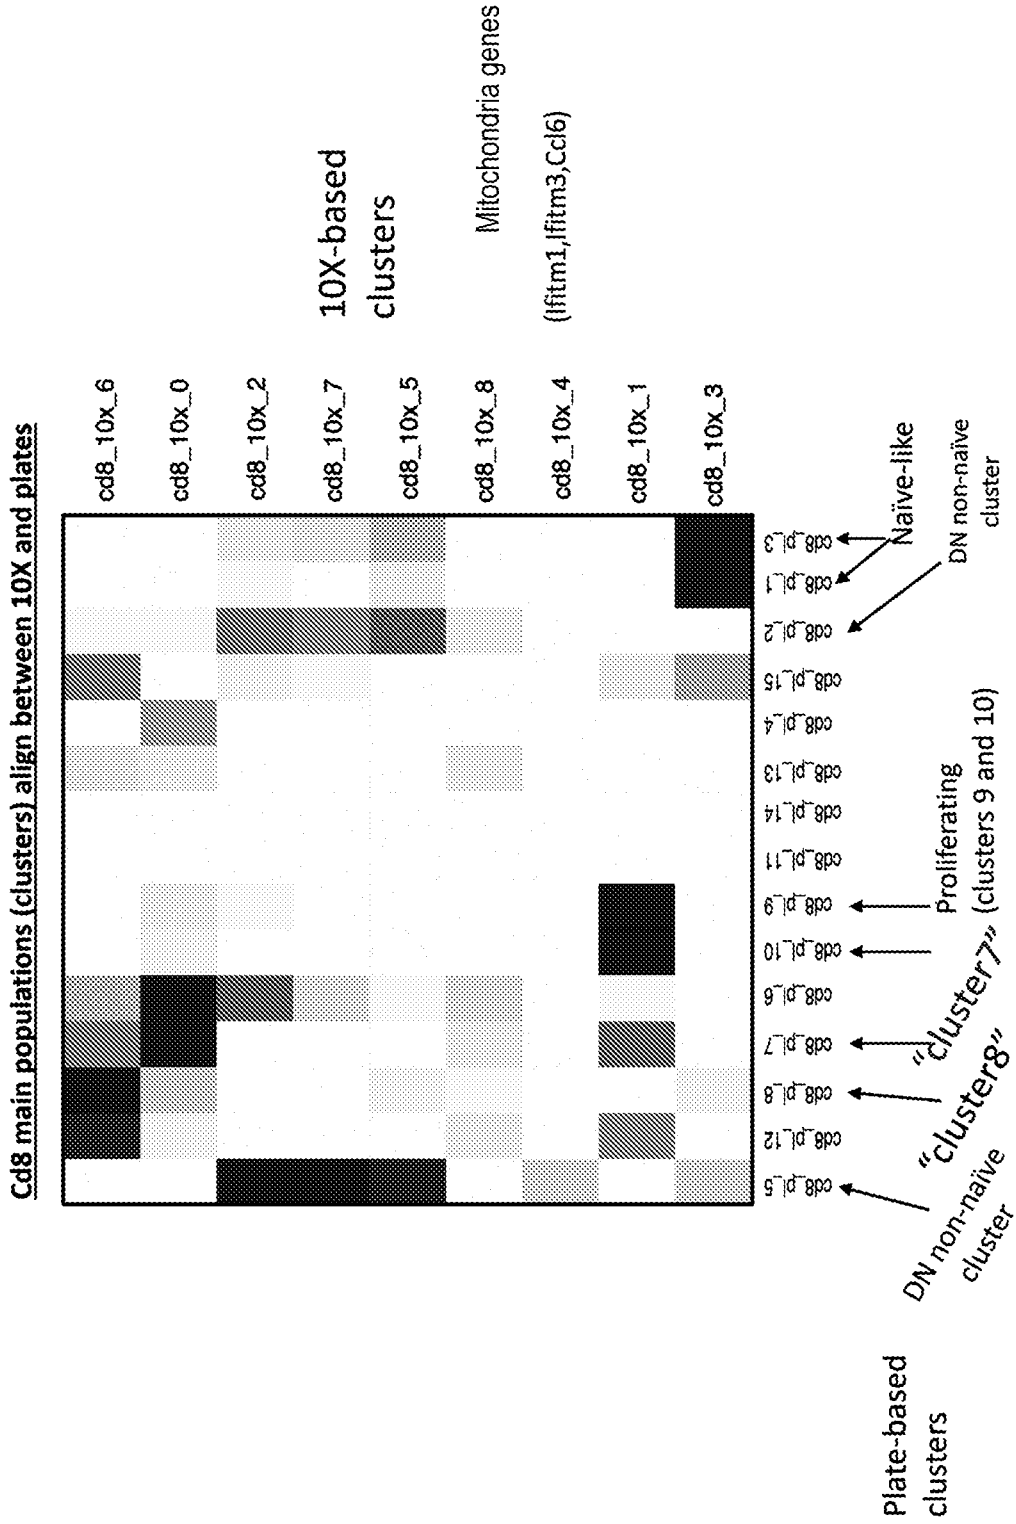 Cd8 main populations (clusters) align between 10X and plates
cd8_10x_6
cd8_10x_0
cd8_10x_2
cd8_10x_7
cd8_10x_5
cd8_10x_8
cd8_10x_4
cd8_10x_1
cd8_10x_3
10X-based
clusters
Mitochondria genes
(Ifitm1,Ifitm3,Ccl6)
cd8_pl_5
cd8_pl_12
cd8_pl_8
cd8_pl_7
cd8_pl_6
cd8_pl_10
cd8_pl_9
cd8_pl_11
cd8_pl_14
cd8_pl_13
cd8_pl_4
cd8_pl_15
cd8_pl_2
cd8_pl_1
cd8_pl_3
Plate-based
clusters
DN non-naïve
cluster
“cluster8”
“cluster7”
Proliferating
(clusters 9 and 10)
Naïve-like
DN non-naïve
cluster